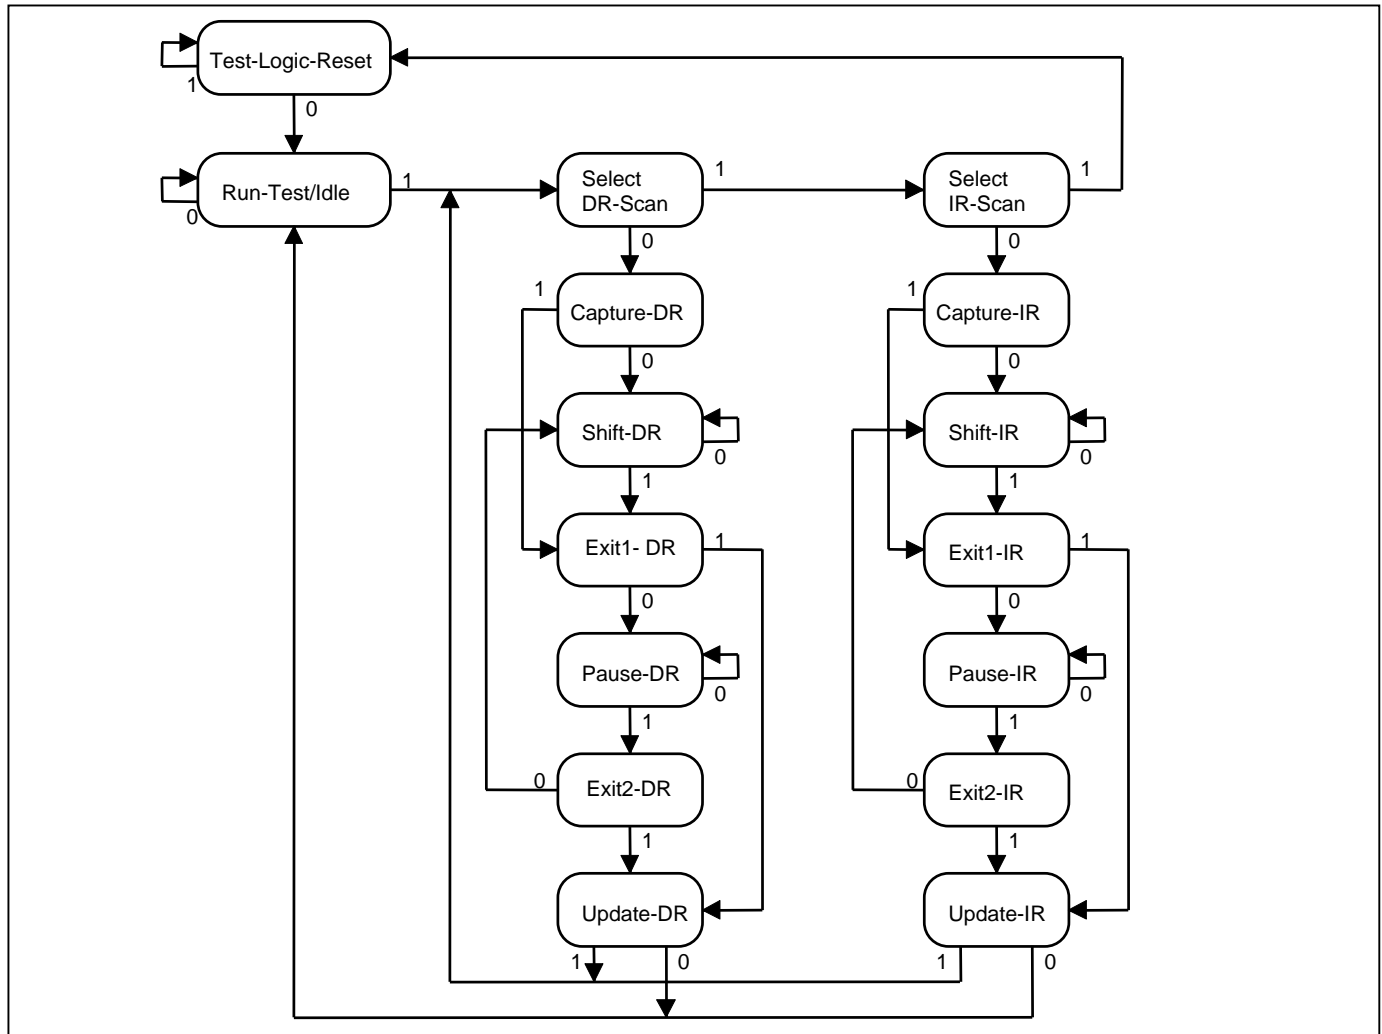 Test-Logic-Reset
1
0
Run-Test/Idle
0
1
Select
DR-Scan
1
0
Select
IR-Scan
1
0
1
Capture-DR
0
1
Capture-IR
0
Shift-DR
0
1
Shift-IR
0
1
Exit1- DR
1
0
Exit1-IR
1
0
Pause-DR
0
1
Pause-IR
0
1
0
Exit2-DR
1
0
Exit2-IR
1
Update-DR
1
0
Update-IR
1
0